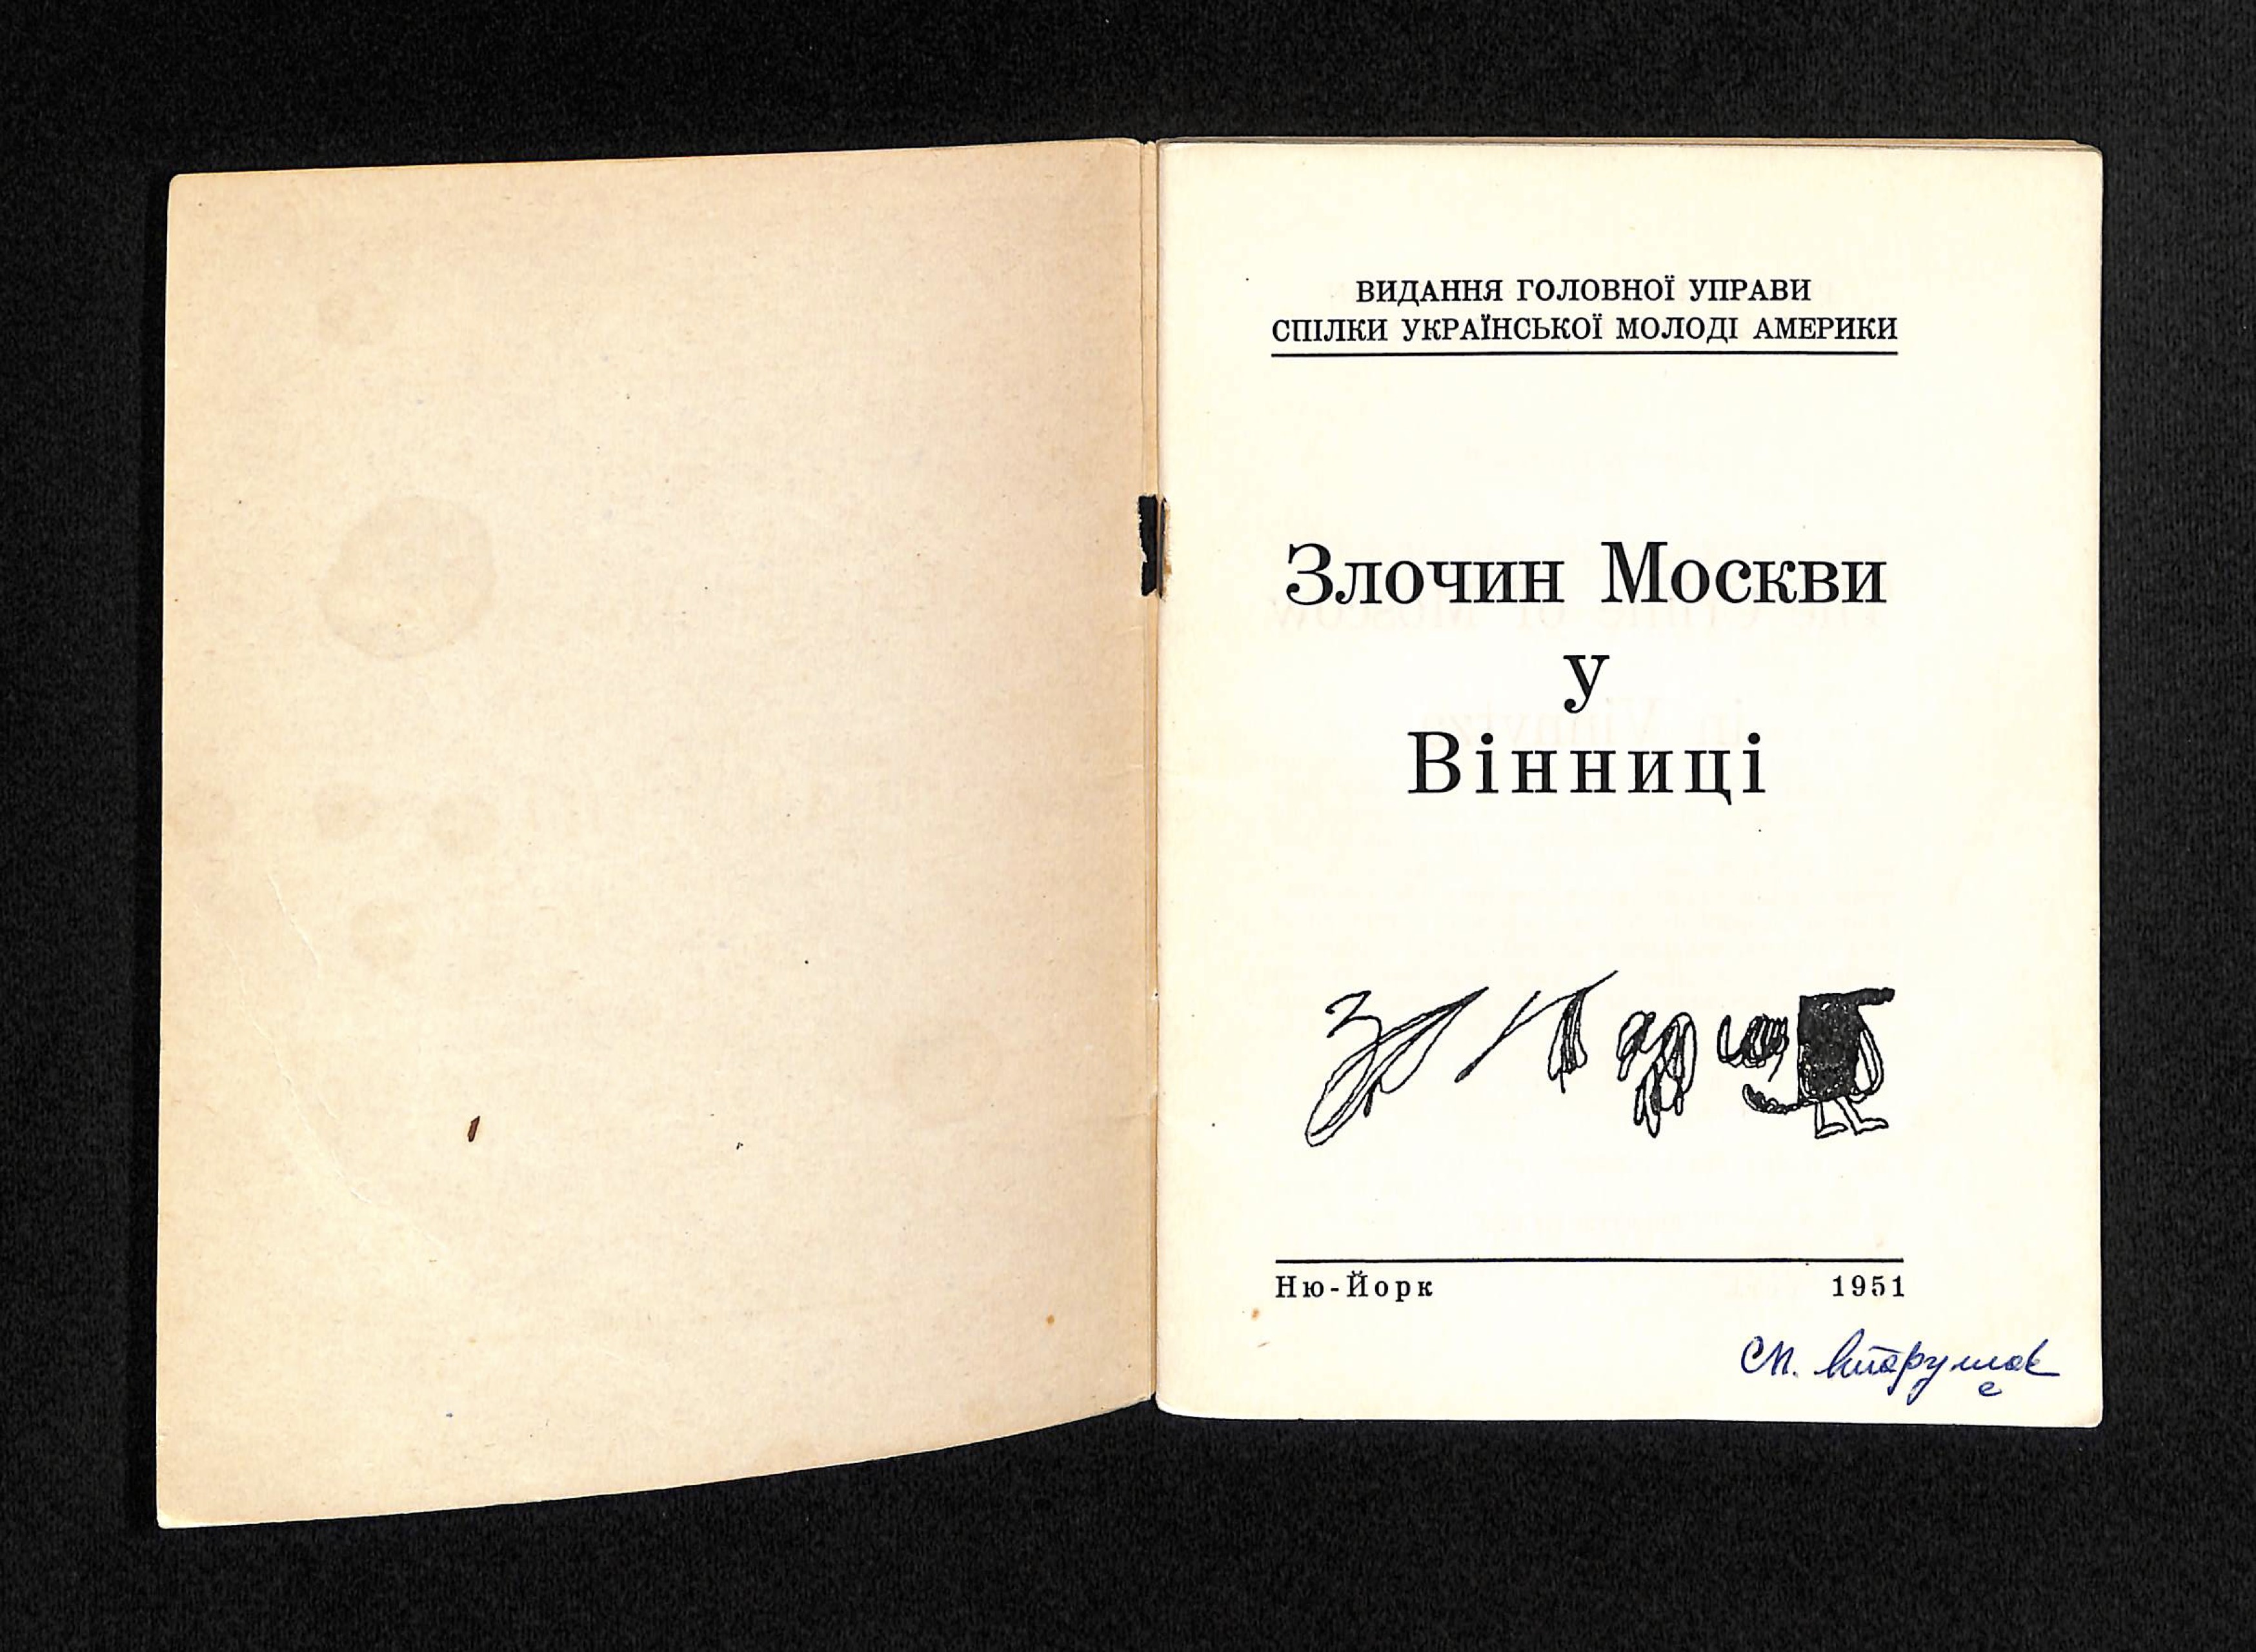 ВИДАННЯ ГОЛОВНОЇ УПРАВИ
СПІЛКИ УКРАЇНСЬКОЇ МОЛОДІ АМЕРИКИ
Злочин Москви
у
Вінниці
Ню-Йорк 1951